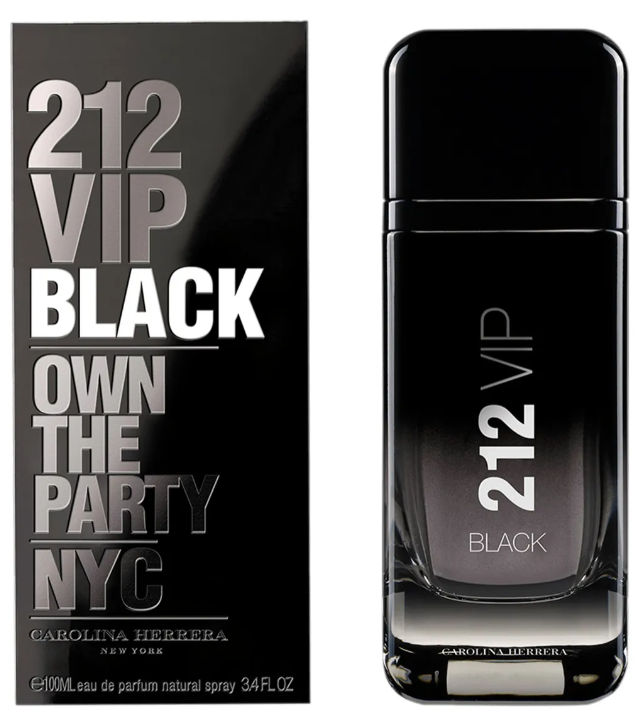 212
VIP
BLACK
OWN
THE
PARTY
NYC
CAROLINA HERRERA
NEW YORK
℮100ML eau de parfum natural spray 3.4 FL OZ
212 VIP
BLACK
CAROLINA HERRERA